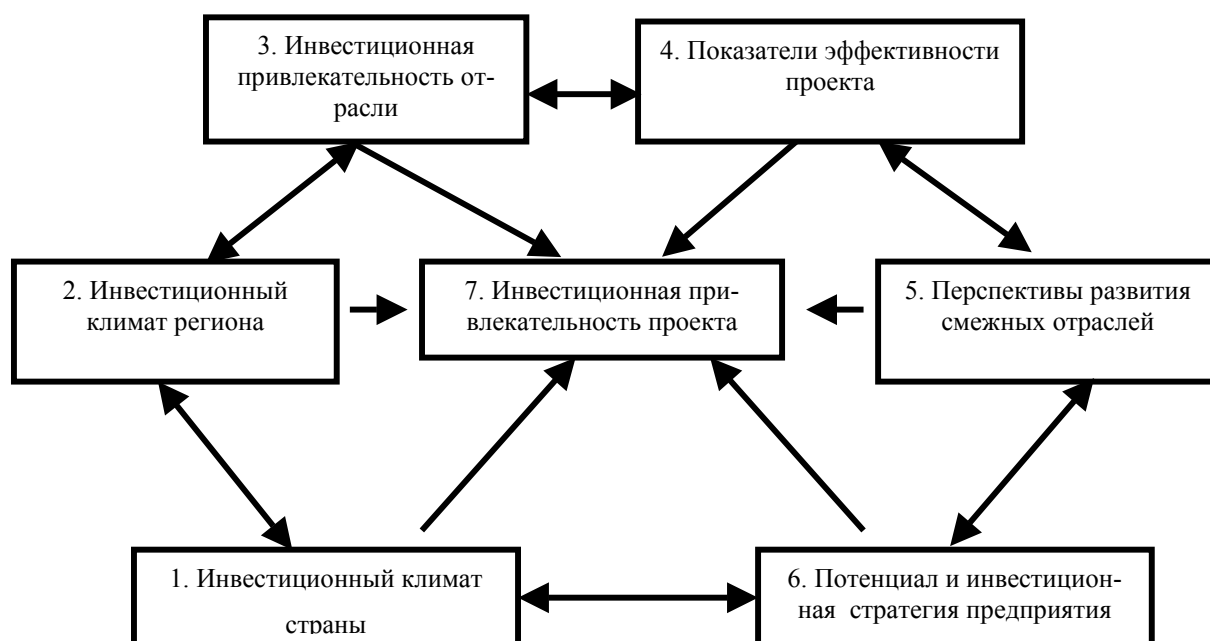 3. Инвестиционная
привлекательность от-
расли
4. Показатели эффективности
проекта
2. Инвестиционный
климат региона
7. Инвестиционная при-
влекательность проекта
5. Перспективы развития
смежных отраслей
1. Инвестиционный климат
страны
6. Потенциал и инвестицион-
ная стратегия предприятия